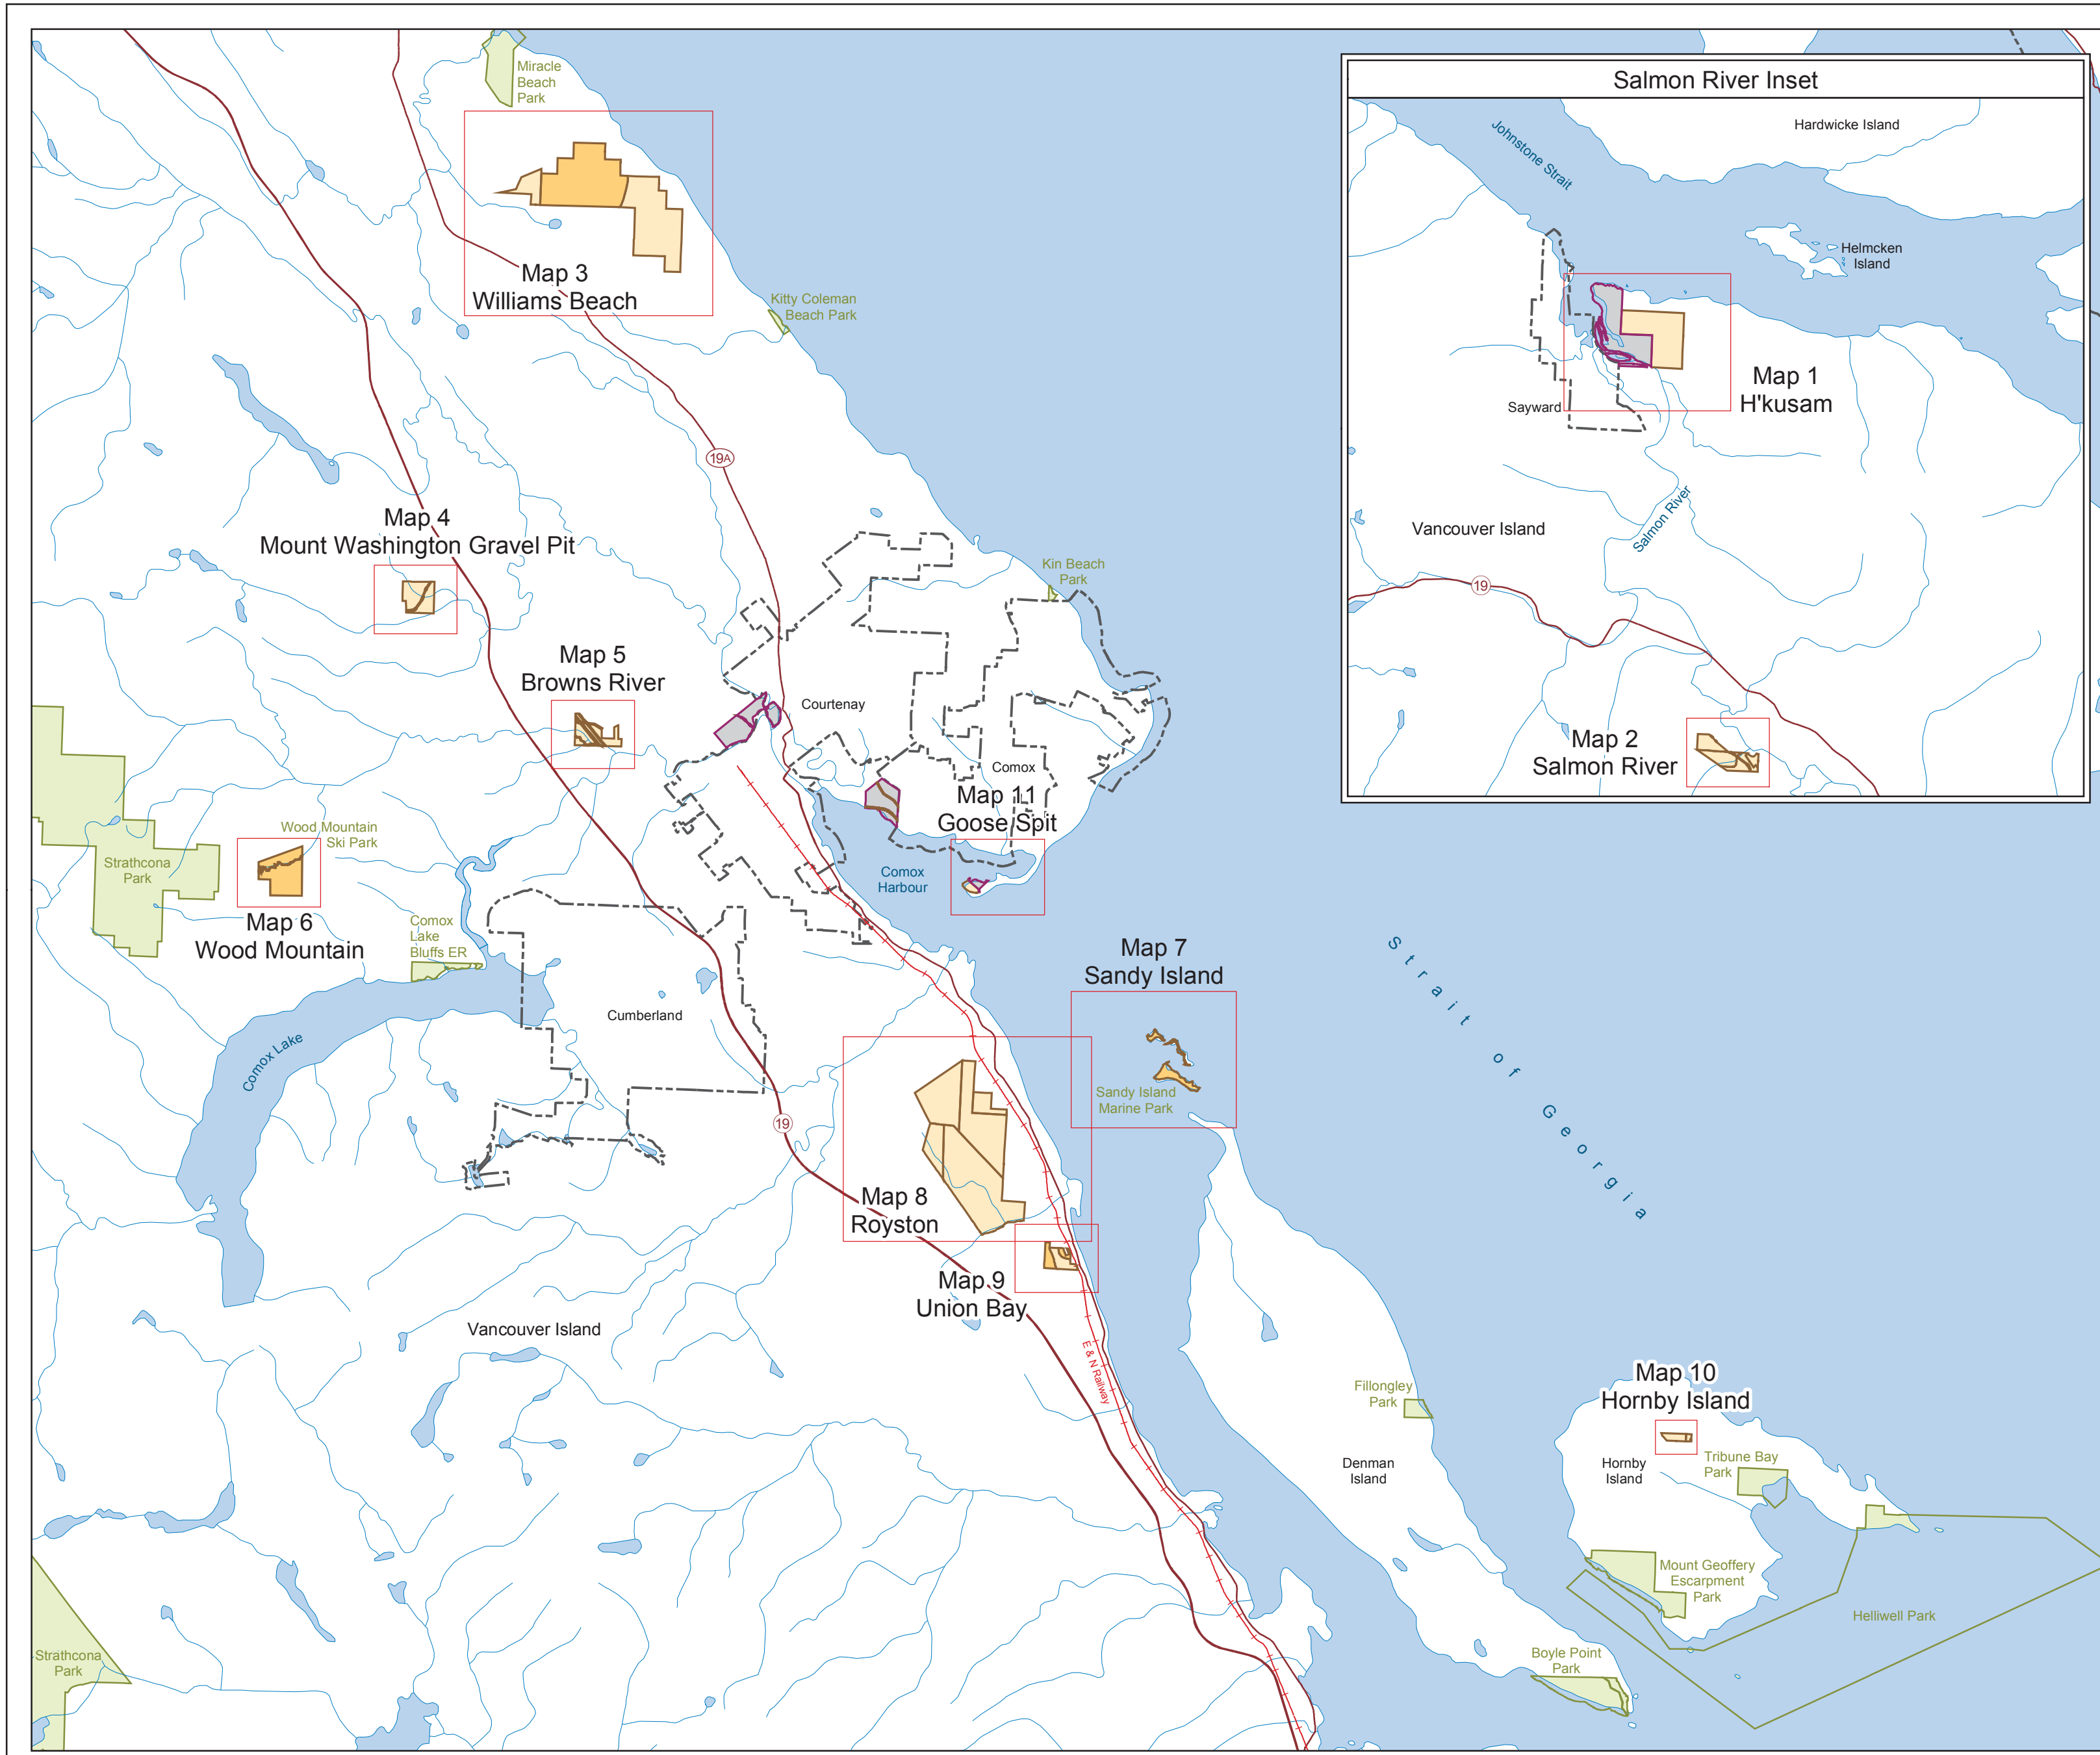 Salmon River Inset
Hardwicke Island
Johnstone Strait
Helmcken
Island
Map 1
H'kusam
Sayward
Salmon River
Vancouver Island
19
Map 2
Salmon River
Miracle
Beach
Park
Map 3
Williams Beach
Kitty Coleman
Beach Park
19A
Map 4
Mount Washington Gravel Pit
Kin Beach
Park
Map 5
Browns River
Courtenay
Comox
Map 11
Goose Spit
Wood Mountain
Ski Park
Strathcona
Park
Map 6
Wood Mountain
Comox
Harbour
Comox
Lake
Bluffs ER
Map 7
Sandy Island
Strait of Georgia
Cumberland
Comox Lake
Sandy Island
Marine Park
19
Map 8
Royston
Map 9
Union Bay
Vancouver Island
E & N Railway
Fillongley
Park
Map 10
Hornby Island
Denman
Island
Hornby
Island
Tribune Bay
Park
Mount Geoffery
Escarpment
Park
Helliwell Park
Boyle Point
Park
Strathcona
Park